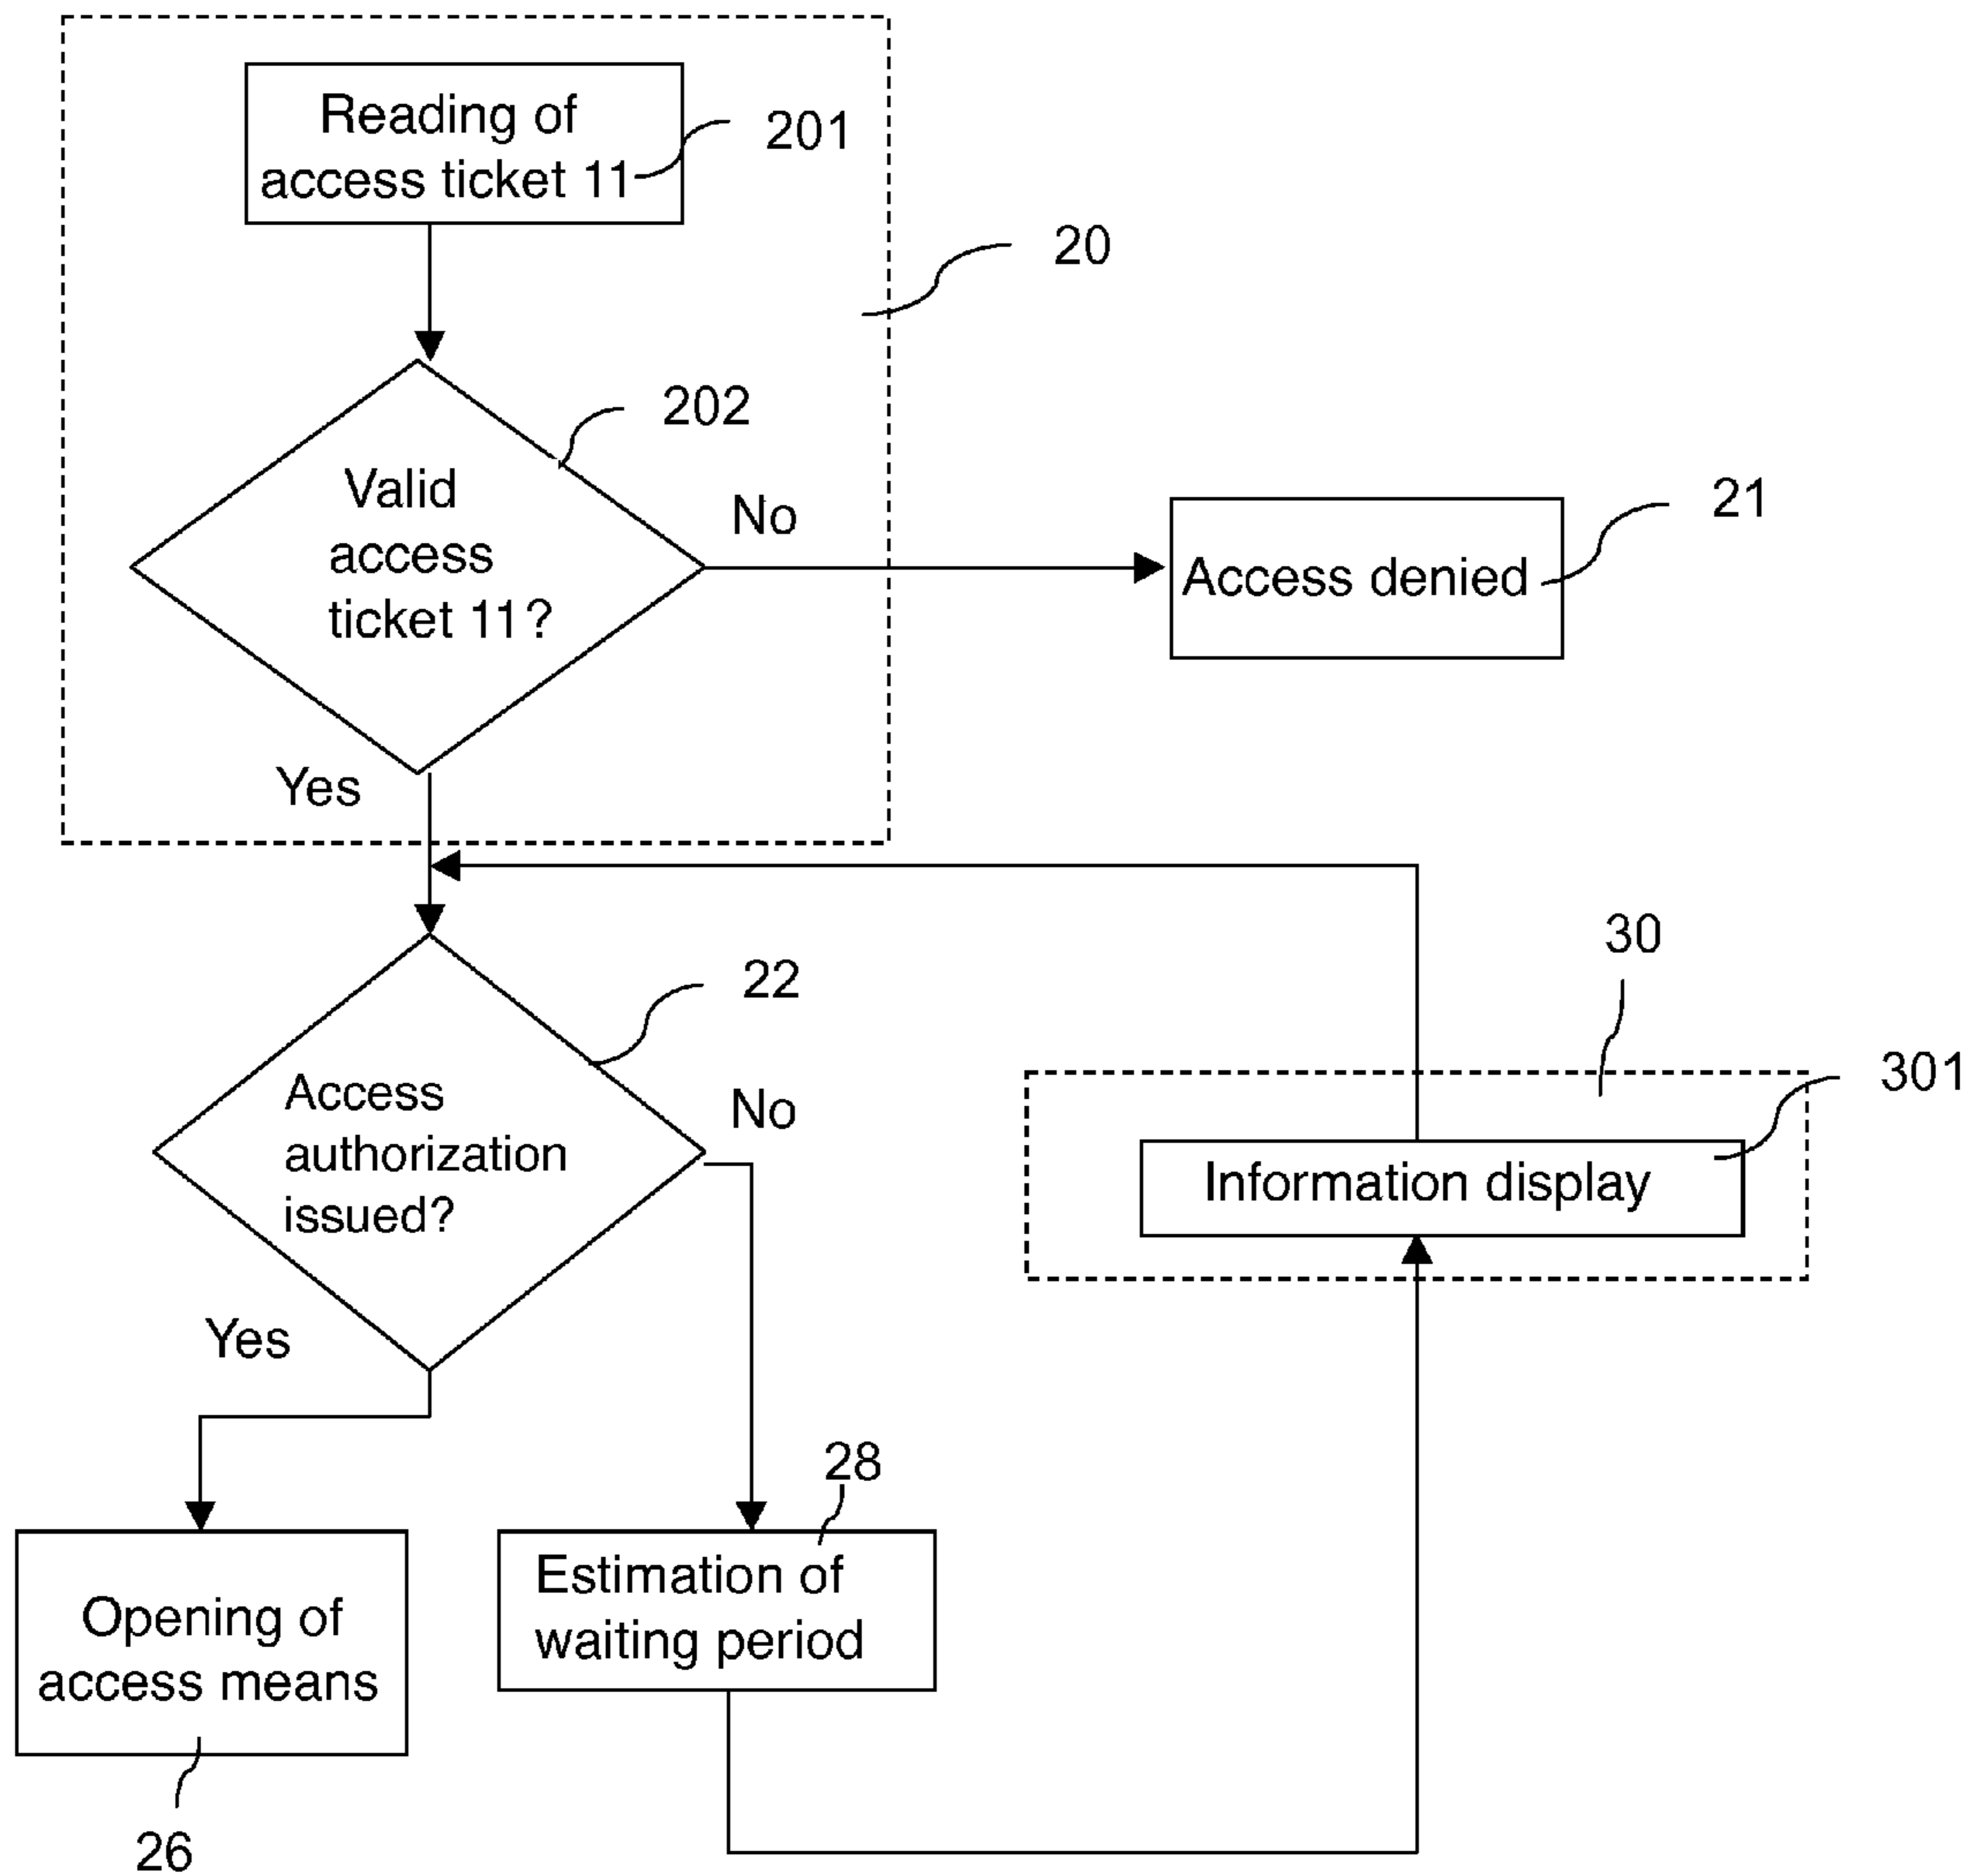 Reading of
access ticket 11
201
20
202
Valid
access
ticket 11?
No
21
Access denied
Yes
30
22
301
Access
authorization
issued?
No
Information display
Yes
28
Estimation of
waiting period
Opening of
access means
26